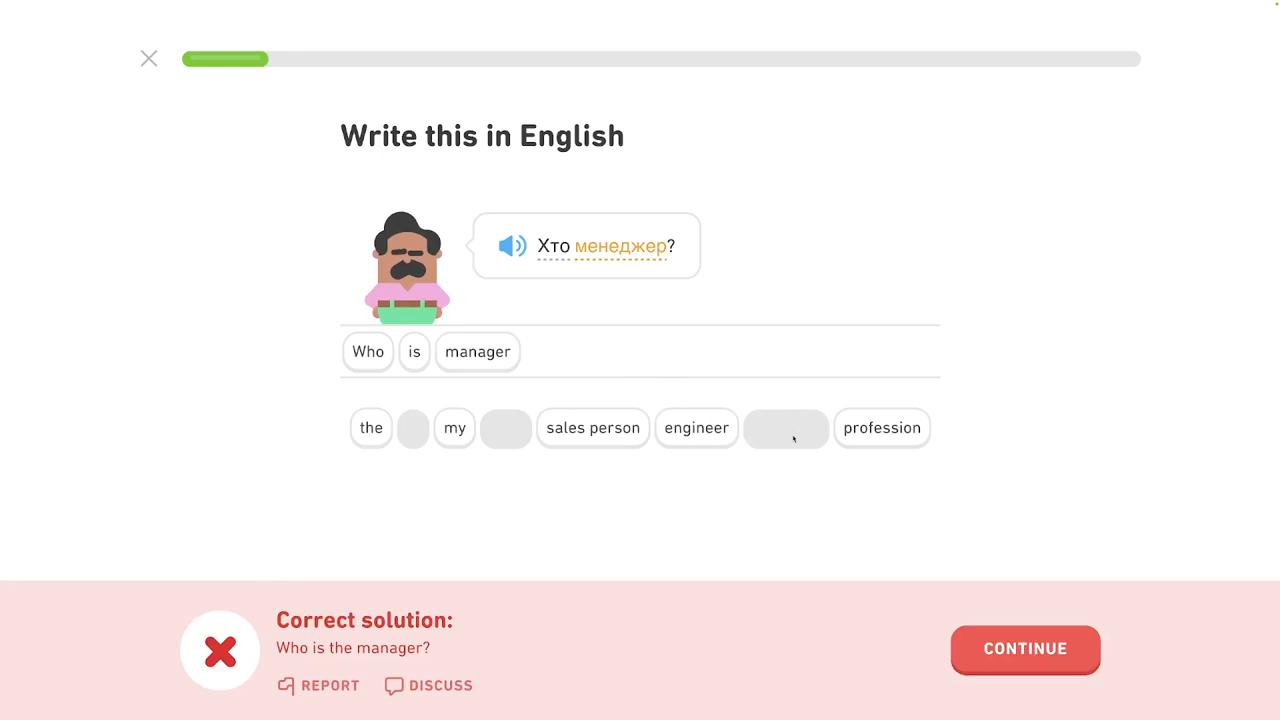 Write this in English
Хто менеджер?
Who is manager
the my sales person engineer profession
Correct solution:
Who is the manager?
REPORT DISCUSS
CONTINUE